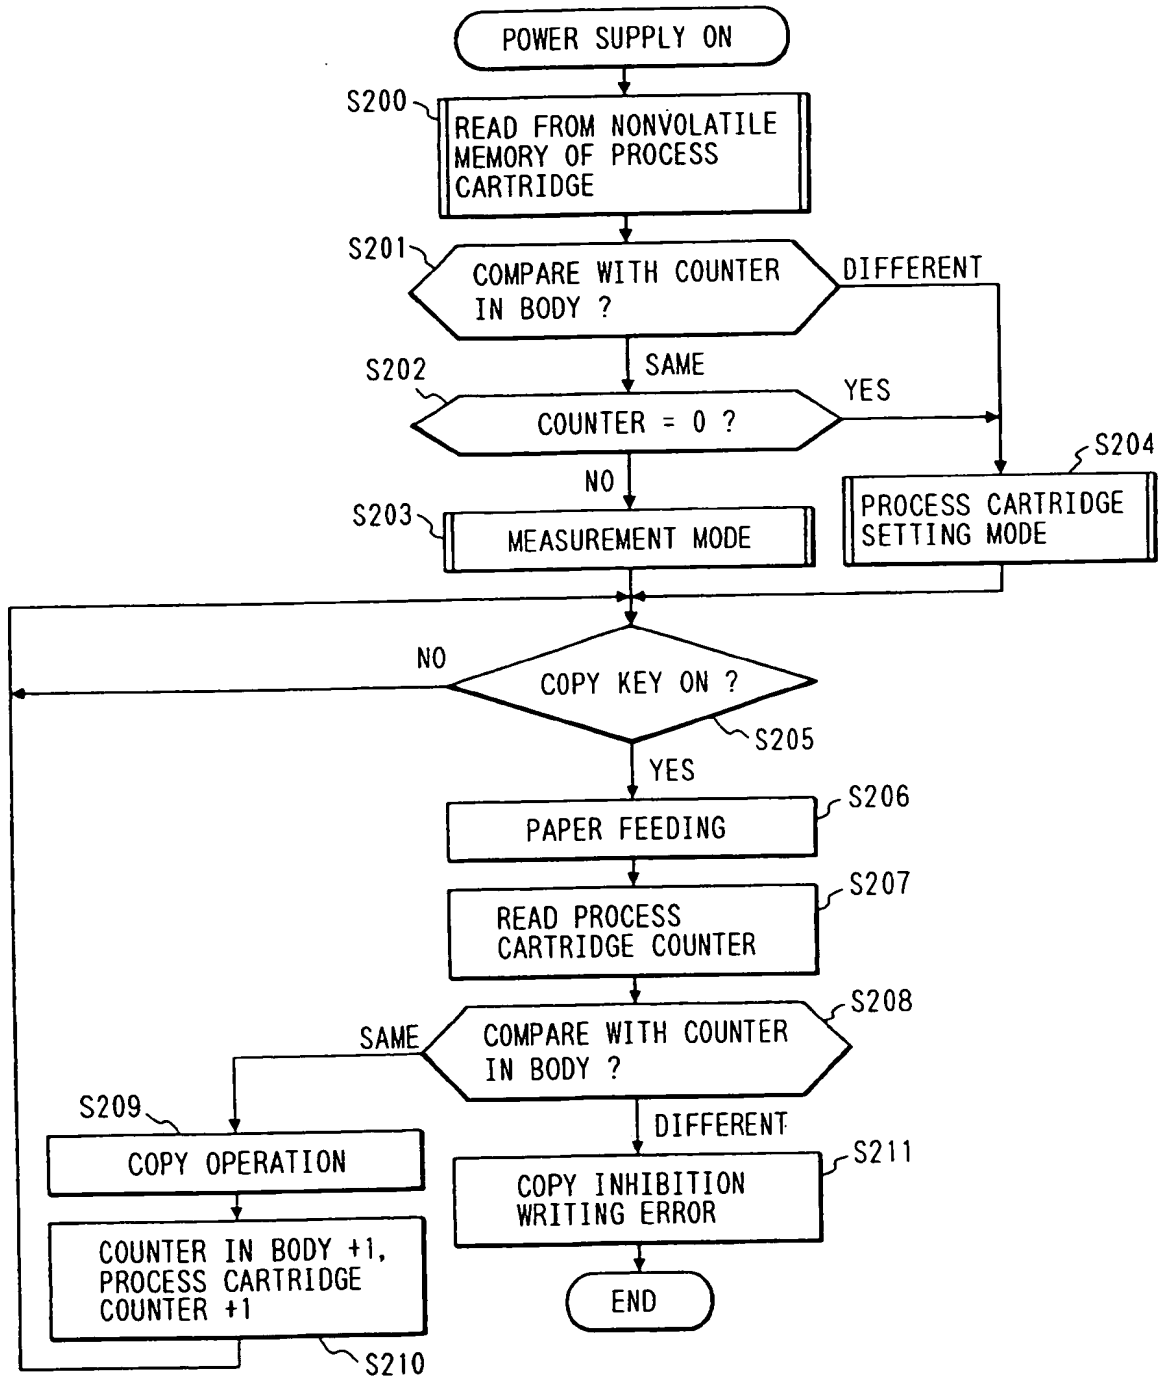 POWER SUPPLY ON
S200
READ FROM NONVOLATILE
MEMORY OF PROCESS
CARTRIDGE
S201
COMPARE WITH COUNTER
IN BODY ?
DIFFERENT
SAME
S202
COUNTER = 0 ?
YES
NO
S203
MEASUREMENT MODE
S204
PROCESS CARTRIDGE
SETTING MODE
NO
COPY KEY ON ?
S205
YES
S206
PAPER FEEDING
S207
READ PROCESS
CARTRIDGE COUNTER
S208
SAME
COMPARE WITH COUNTER
IN BODY ?
DIFFERENT
S209
COPY OPERATION
S211
COPY INHIBITION
WRITING ERROR
COUNTER IN BODY +1,
PROCESS CARTRIDGE
COUNTER +1
S210
END